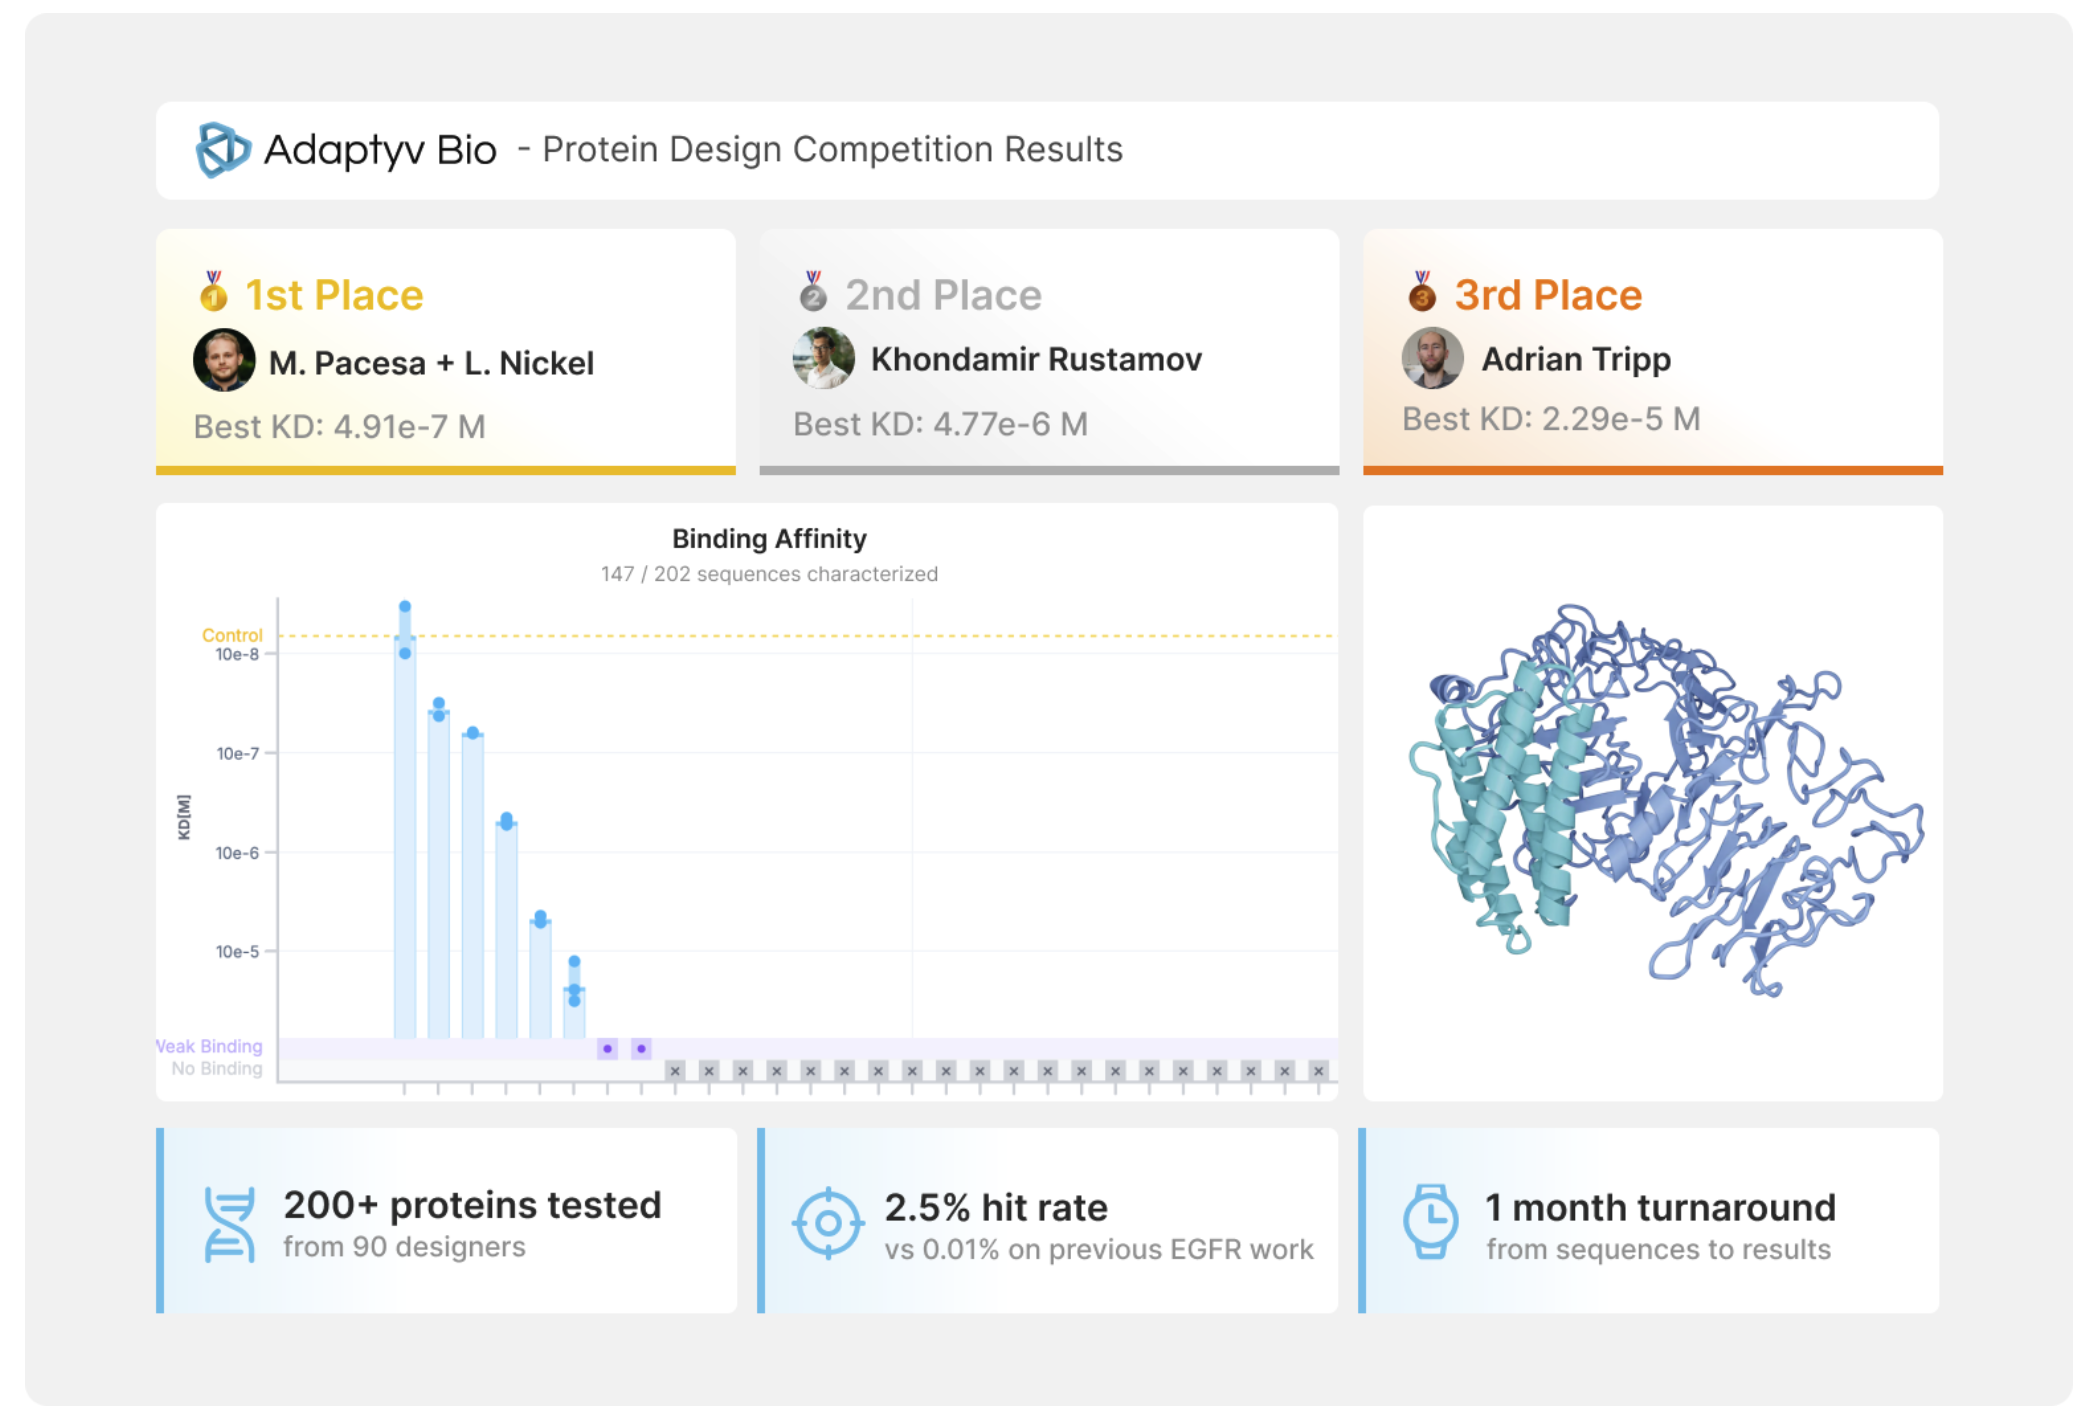 Adaptyv Bio - Protein Design Competition Results
1 1st Place
M. Pacesa + L. Nickel
Best KD: 4.91e-7 M
2 2nd Place
Khondamir Rustamov
Best KD: 4.77e-6 M
3 3rd Place
Adrian Tripp
Best KD: 2.29e-5 M
Binding Affinity
147 / 202 sequences characterized
Control
10e-8
10e-7
KD[M]
10e-6
10e-5
Weak Binding
No Binding
200+ proteins tested
from 90 designers
2.5% hit rate
vs 0.01% on previous EGFR work
1 month turnaround
from sequences to results